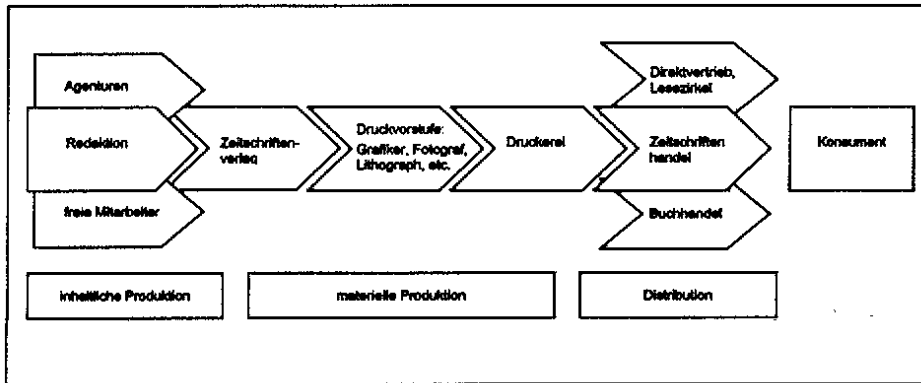 Agenturen
Redaktion
freie Mitarbeiter
Zeitschriften-
verlag
Druckvorstufe:
Grafiker, Fotograf,
Lithograph, etc.
Druckerei
Direktvertrieb,
Lesezirkel
Zeitschriften
handel
Buchhandel
Konsument
inhaltliche Produktion
materielle Produktion
Distribution